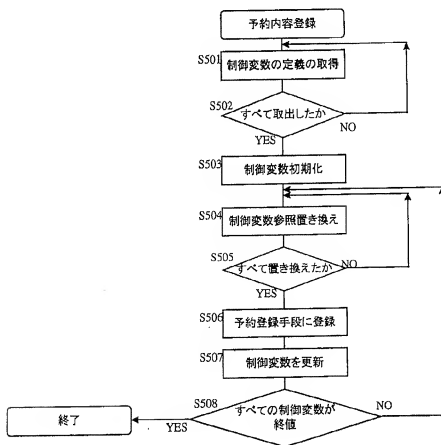 予約内容登録
S501
制御変数の定義の取得
S502
すべて取出したか
NO
YES
S503
制御変数初期化
S504
制御変数参照置き換え
S505
すべて置き換えたか
NO
YES
S506
予約登録手段に登録
S507
制御変数を更新
S508
すべての制御変数が
終値
NO
YES
終了